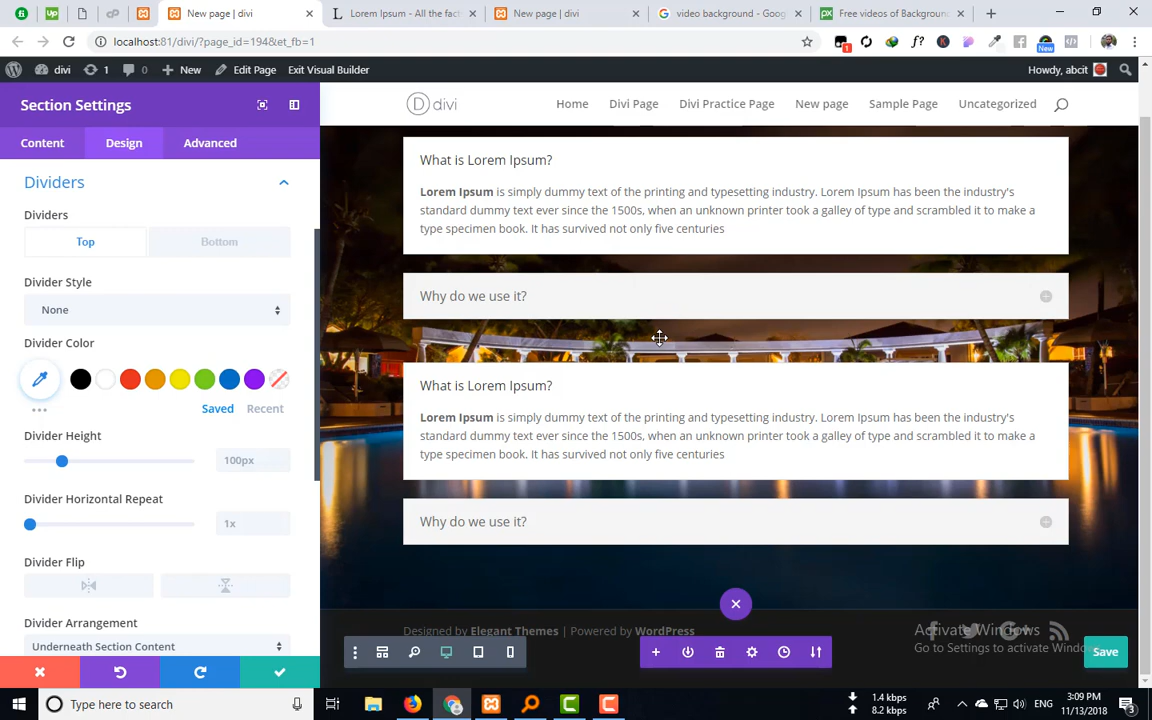 New page | divi
Lorem Ipsum - All the fact
New page | divi
video background - Goog
Free videos of Background
localhost:81/divi/?page_id=194&et_fb=1
1
New
divi
1
0
New
Edit Page
Exit Visual Builder
Howdy, abcit
Section Settings
Content
Design
Advanced
Dividers
Dividers
Top
Bottom
Divider Style
None
Divider Color
Saved
Recent
Divider Height
100px
Divider Horizontal Repeat
1x
Divider Flip
Divider Arrangement
Underneath Section Content
divi
Home
Divi Page
Divi Practice Page
New page
Sample Page
Uncategorized
What is Lorem Ipsum?
Lorem Ipsum is simply dummy text of the printing and typesetting industry. Lorem Ipsum has been the industry's
standard dummy text ever since the 1500s, when an unknown printer took a galley of type and scrambled it to make a
type specimen book. It has survived not only five centuries
Why do we use it?
What is Lorem Ipsum?
Lorem Ipsum is simply dummy text of the printing and typesetting industry. Lorem Ipsum has been the industry's
standard dummy text ever since the 1500s, when an unknown printer took a galley of type and scrambled it to make a
type specimen book. It has survived not only five centuries
Why do we use it?
Designed by Elegant Themes | Powered by WordPress
Activate Windows
Go to Settings to activate Windows
Save
Type here to search
1.4 kbps
8.2 kbps
ENG
3:09 PM
11/13/2018
3